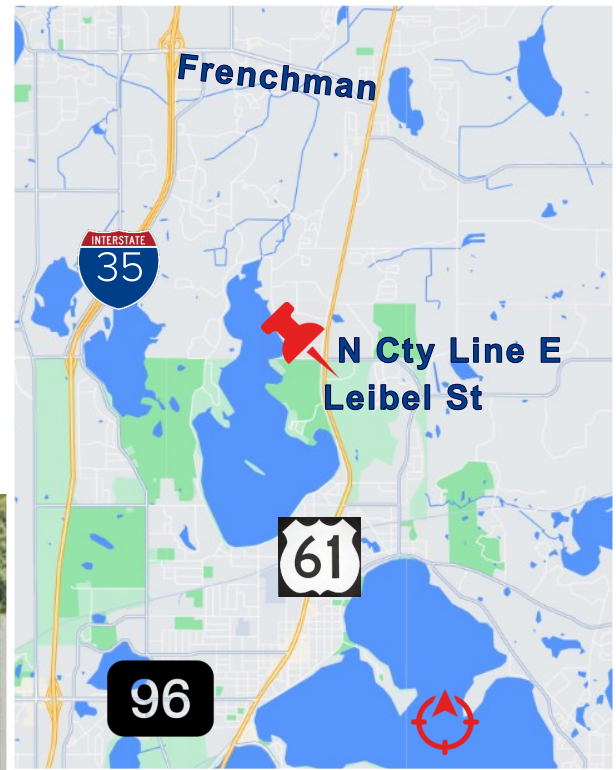 Frenchman
INTERSTATE
35
N Cty Line E
Leibel St
61
96